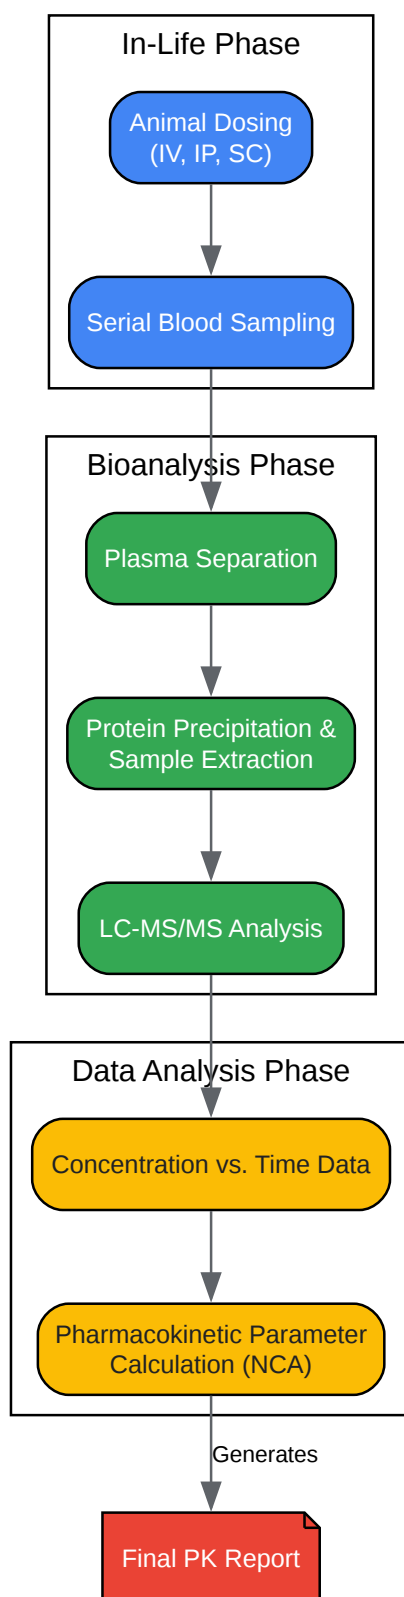 In-Life Phase
Animal Dosing
(IV, IP, SC)
Serial Blood Sampling
Bioanalysis Phase
Plasma Separation
Protein Precipitation &
Sample Extraction
LC-MS/MS Analysis
Data Analysis Phase
Concentration vs. Time Data
Pharmacokinetic Parameter
Calculation (NCA)
Generates
Final PK Report